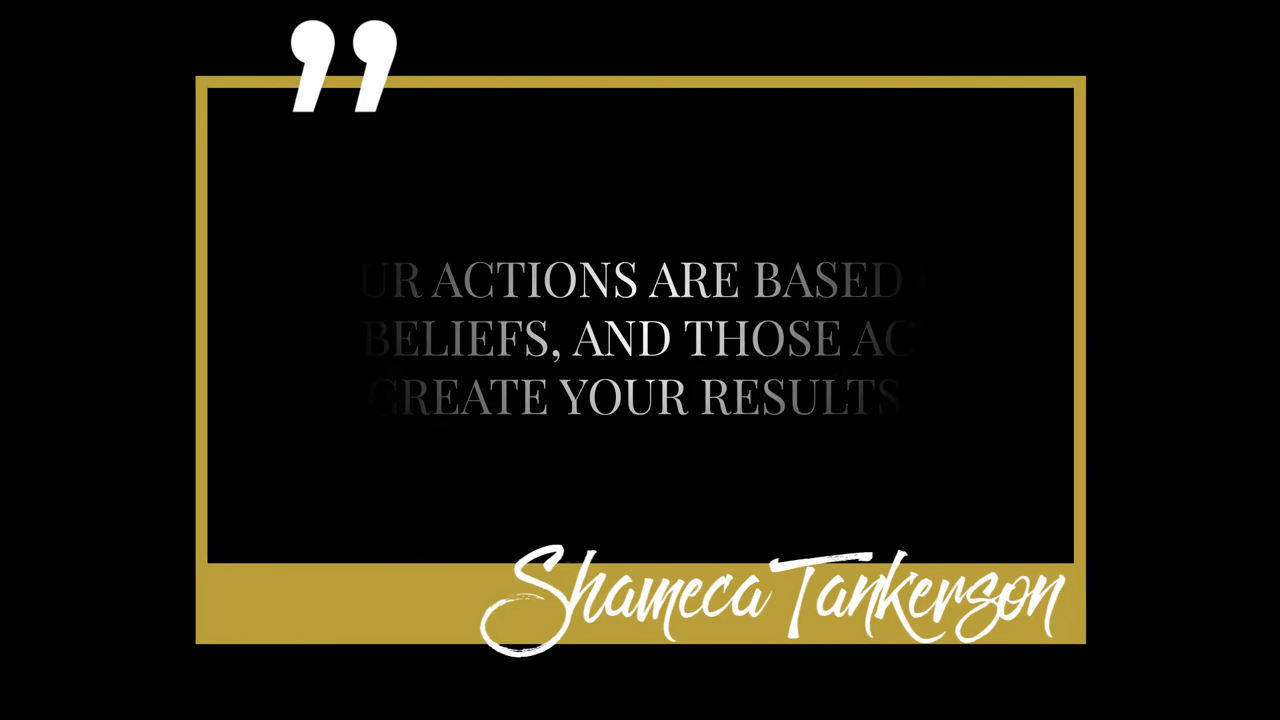 ”
UR ACTIONS ARE BASED
BELIEFS, AND THOSE AC
CREATE YOUR RESULTS
Shameca Tankerson